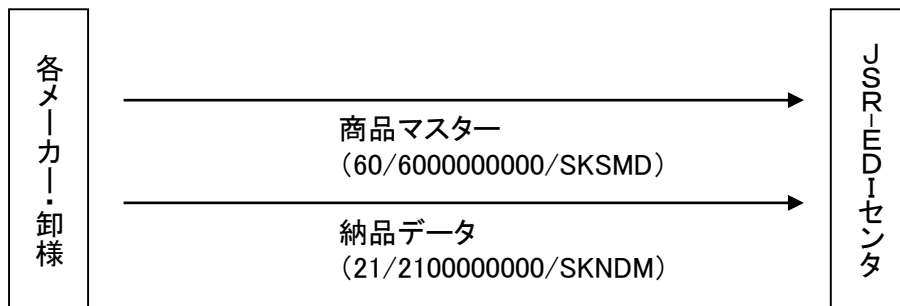 各メーカー・卸様
商品マスター
（60/6000000000/SKSMD）
納品データ
（21/2100000000/SKNDM）
JSR-EDIセンタ